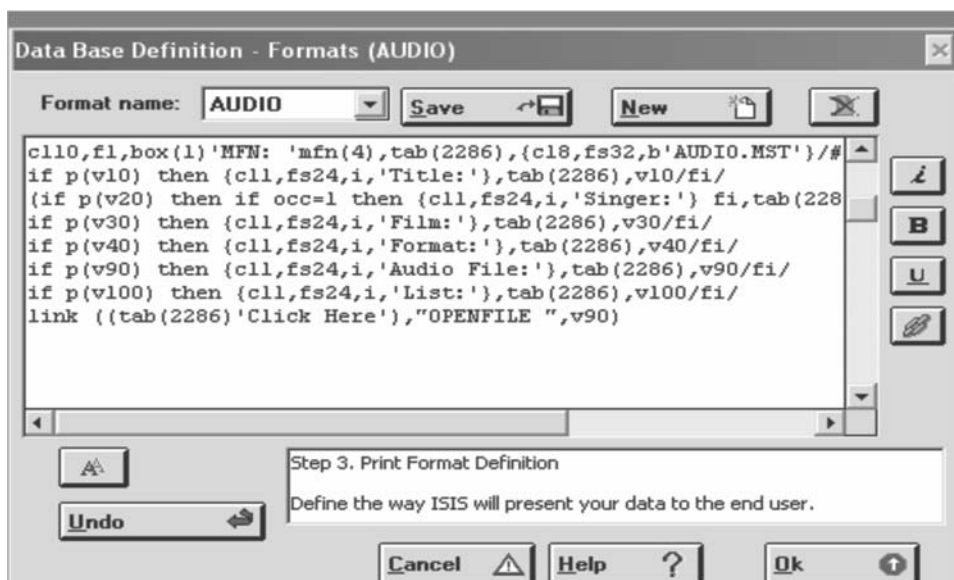 Data Base Definition - Formats (AUDIO)
Format name: AUDIO Save New
cl10,f1,box(1)'MFN: 'mfn(4),tab(2286),{cl8,fs32,b'AUDIO.MST'}/#
if p(v10) then {cl1,fs24,i,'Title:'},tab(2286),v10/fi/
(if p(v20) then if occ=1 then {cl1,fs24,i,'Singer:'} fi,tab(228
if p(v30) then {cl1,fs24,i,'Film:'},tab(2286),v30/fi/
if p(v40) then {cl1,fs24,i,'Format:'},tab(2286),v40/fi/
if p(v90) then {cl1,fs24,i,'Audio File:'},tab(2286),v90/fi/
if p(v100) then {cl1,fs24,i,'List:'},tab(2286),v100/fi/
link ((tab(2286)'Click Here'),"OPENFILE ",v90)
i
B
U
AA
Step 3. Print Format Definition
Define the way ISIS will present your data to the end user.
Undo
Cancel Help ? Ok